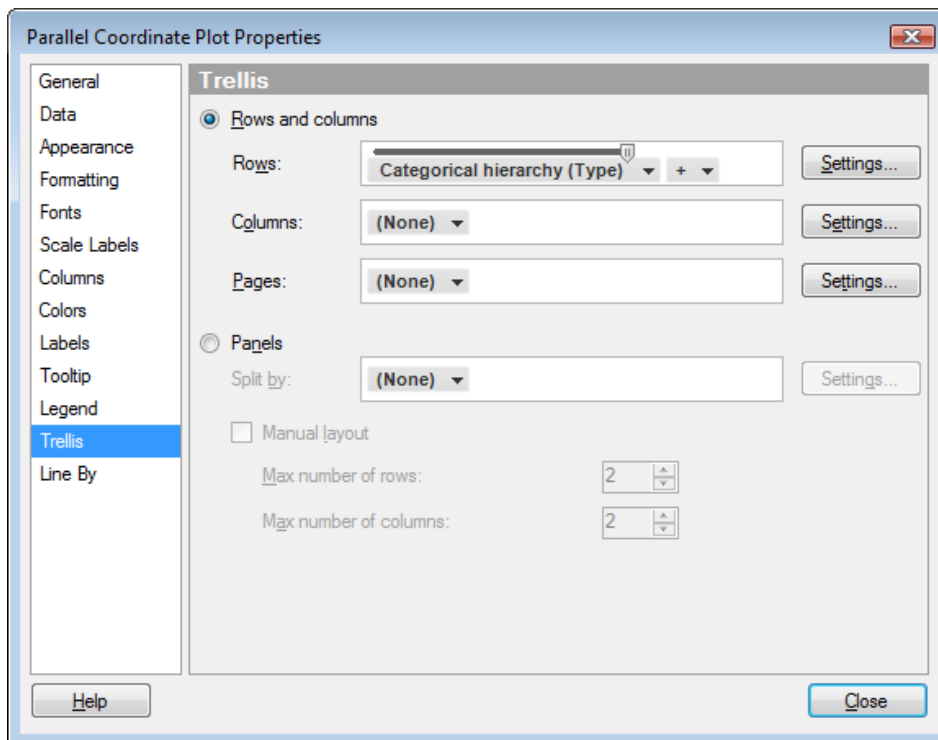 Parallel Coordinate Plot Properties
General
Data
Appearance
Formatting
Fonts
Scale Labels
Columns
Colors
Labels
Tooltip
Legend
Trellis
Line By
Trellis
Rows and columns
Rows: Categorical hierarchy (Type) + Settings...
Columns: (None) Settings...
Pages: (None) Settings...
Panels
Split by: (None) Settings...
Manual layout
Max number of rows: 2
Max number of columns: 2
Help Close